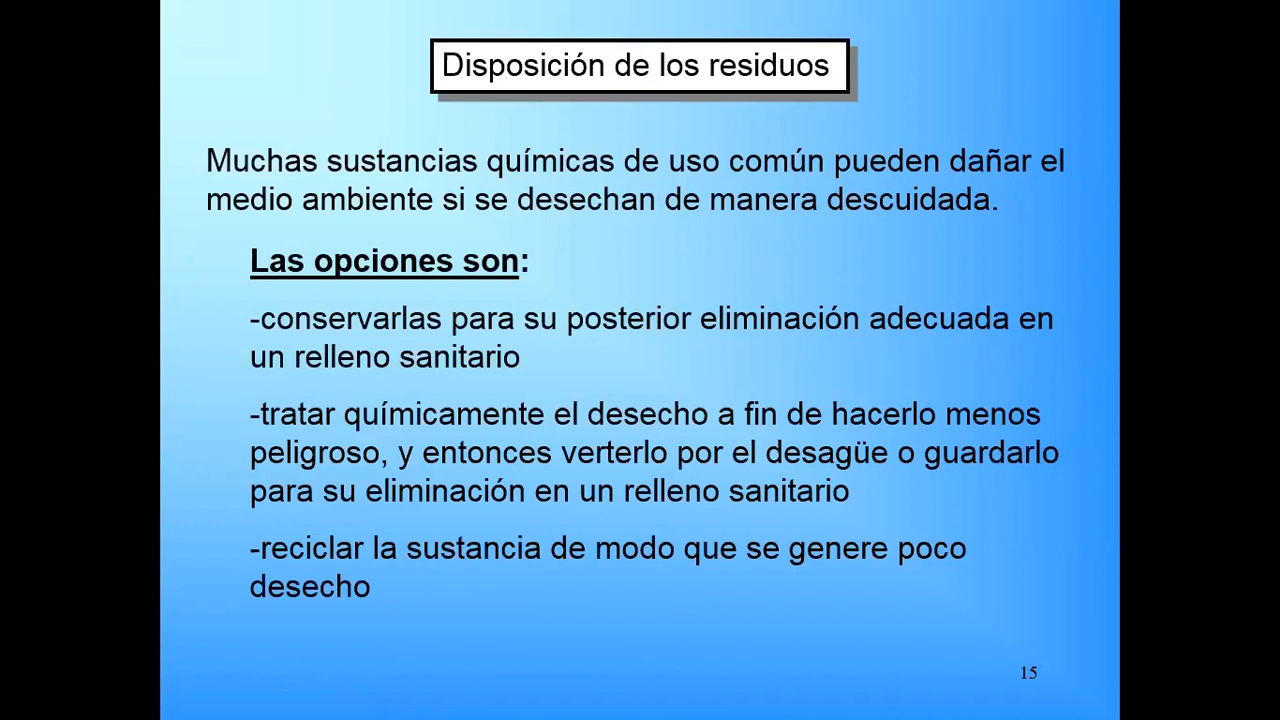 Disposición de los residuos
Muchas sustancias químicas de uso común pueden dañar el
medio ambiente si se desechan de manera descuidada.
Las opciones son:
-conservarlas para su posterior eliminación adecuada en
un relleno sanitario
-tratar químicamente el desecho a fin de hacerlo menos
peligroso, y entonces verterlo por el desagüe o guardarlo
para su eliminación en un relleno sanitario
-reciclar la sustancia de modo que se genere poco
desecho
15